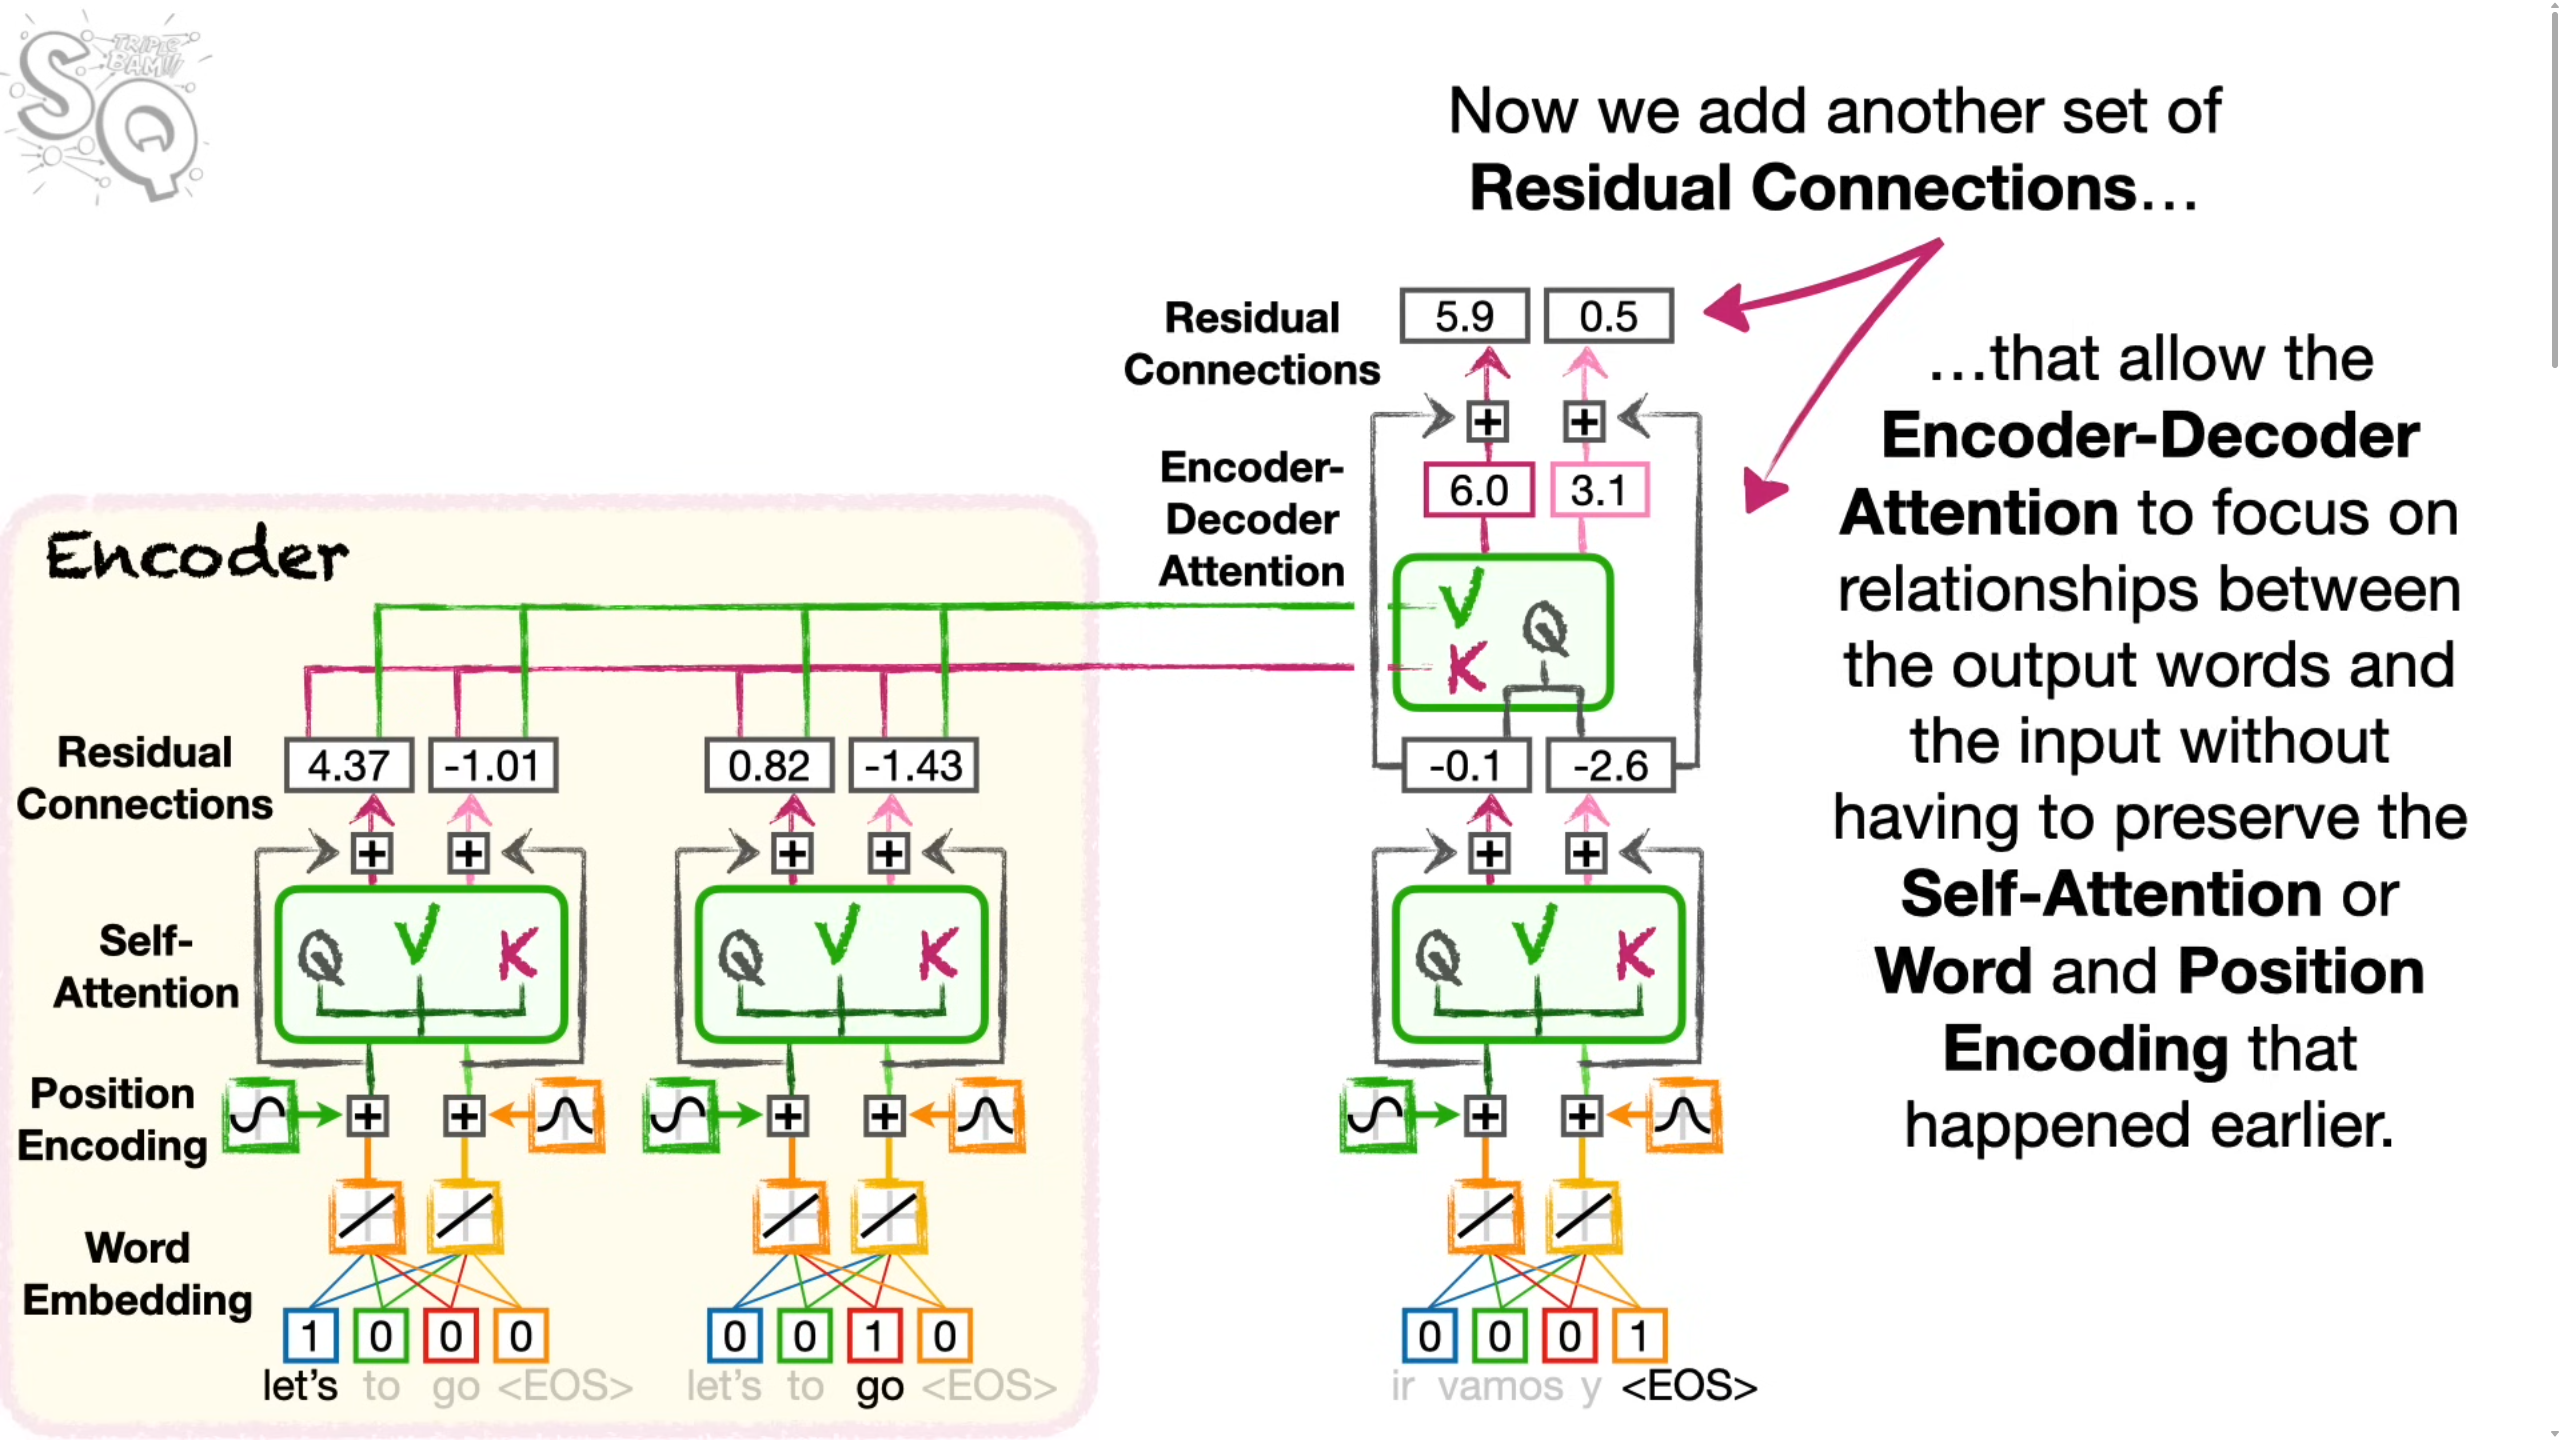 SQ
TRIPLE
BAM!!!
Now we add another set of
Residual Connections…
Residual
Connections
5.9 0.5
+ +
…that allow the
Encoder-Decoder
Attention to focus on
relationships between
the output words and
the input without
having to preserve the
Self-Attention or
Word and Position
Encoding that
happened earlier.
Encoder-
Decoder
Attention
6.0 3.1
V Q
K
Encoder
Residual
Connections
4.37 -1.01 0.82 -1.43 -0.1 -2.6
+ + + + + +
Self-
Attention
Q V K Q V K Q V K
Position
Encoding
+ + + + + +
Word
Embedding
1 0 0 0 0 0 1 0 0 0 0 1
let’s to go <EOS> let’s to go <EOS> ir vamos y <EOS>